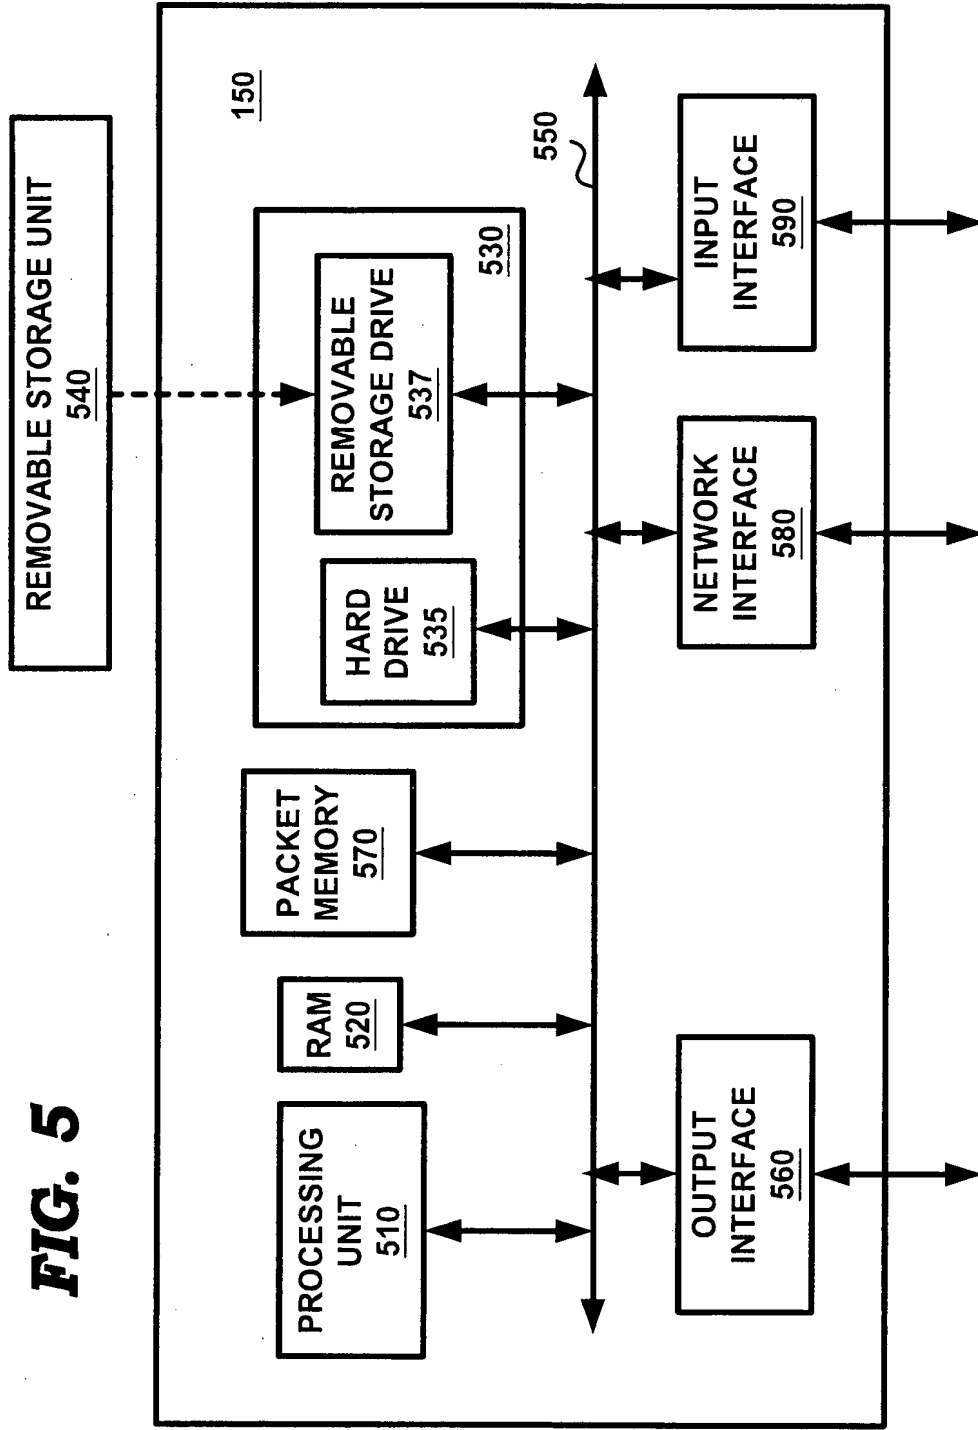 FIG. 5
REMOVABLE STORAGE UNIT
540
150
PROCESSING
UNIT
510
RAM
520
PACKET
MEMORY
570
HARD
DRIVE
535
REMOVABLE
STORAGE DRIVE
537
530
550
OUTPUT
INTERFACE
560
NETWORK
INTERFACE
580
INPUT
INTERFACE
590